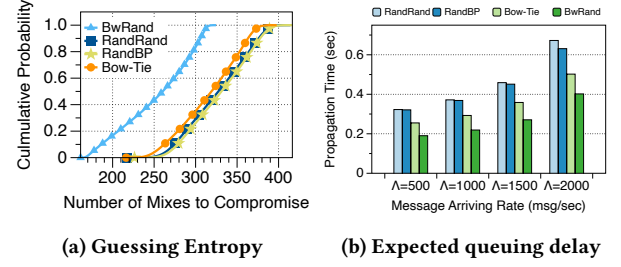 Culmulative Probability
1.0
0.8
0.6
0.4
0.2
0
BwRand
RandRand
RandBP
Bow-Tie
200 250 300 350 400
Number of Mixes to Compromise
(a) Guessing Entropy
RandRand RandBP Bow-Tie BwRand
Propagation Time (sec)
0.6
0.4
0.2
0
Λ=500 Λ=1000 Λ=1500 Λ=2000
Message Arriving Rate (msg/sec)
(b) Expected queuing delay